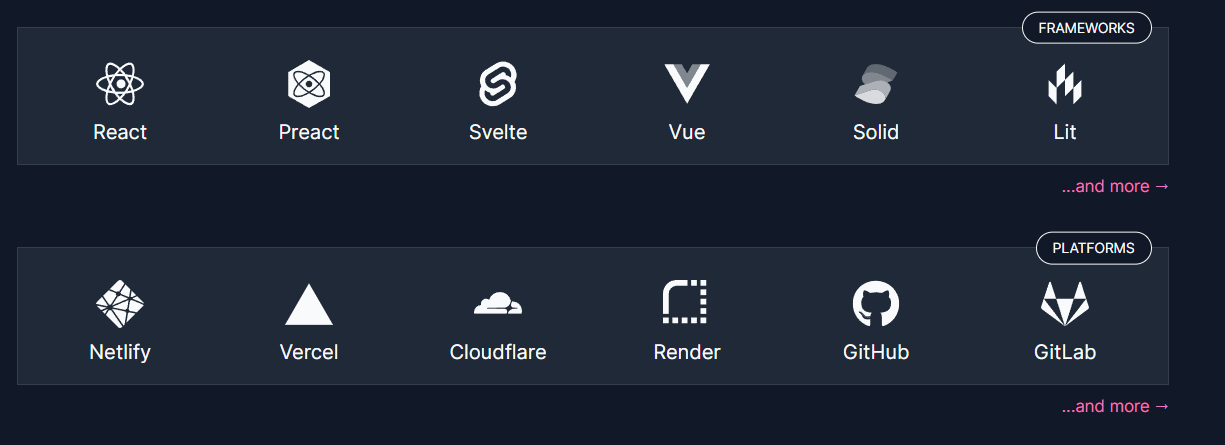 FRAMEWORKS
React Preact Svelte Vue Solid Lit
...and more →
PLATFORMS
Netlify Vercel Cloudflare Render GitHub GitLab
...and more →